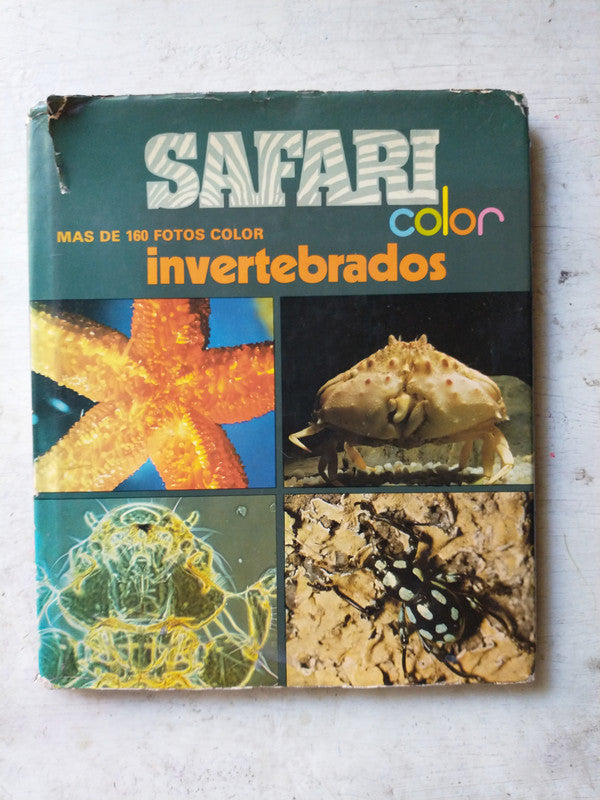 SAFARI
color
MAS DE 160 FOTOS COLOR
invertebrados